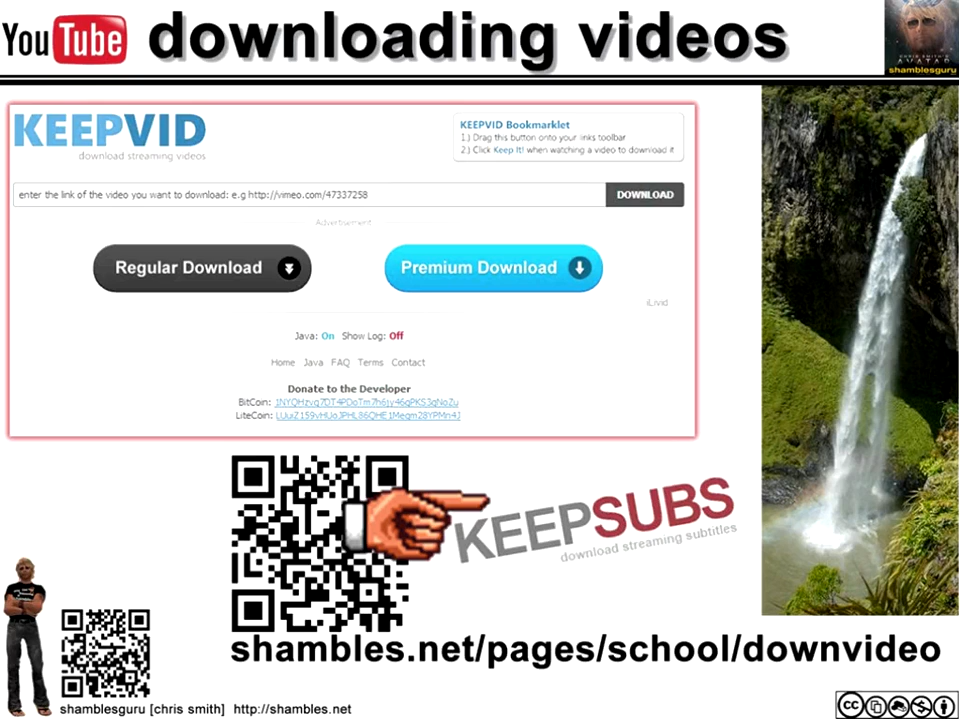 YouTube downloading videos
CHRIS SMITH'S
AVATAR
shamblesguru
KEEPVID
download streaming videos
KEEPVID Bookmarklet
1) Drag this button onto your links toolbar
2) Click Keep It! when watching a video to download it
enter the link of the video you want to download: e.g http://vimeo.com/47337258
DOWNLOAD
Advertisement
Regular Download
Premium Download
Java: On Show Log: Off
Home Java FAQ Terms Contact
Donate to the Developer
BitCoin:
LiteCoin:
KEEPSUBS
download streaming subtitles
shambles.net/pages/school/downvideo
shamblesguru [chris smith] http://shambles.net
cc